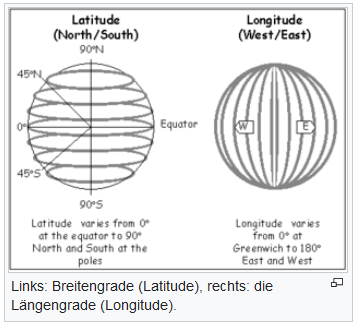 Latitude
(North/South)
90°N
45°N
0°
Equator
45°S
90°S
Latitude varies from 0°
at the equator to 90°
North and South at the
poles
Longitude
(West/East)
W
E
Longitude varies
from 0° at
Greenwich to 180°
East and West
Links: Breitengrade (Latitude), rechts: die
Längengrade (Longitude).